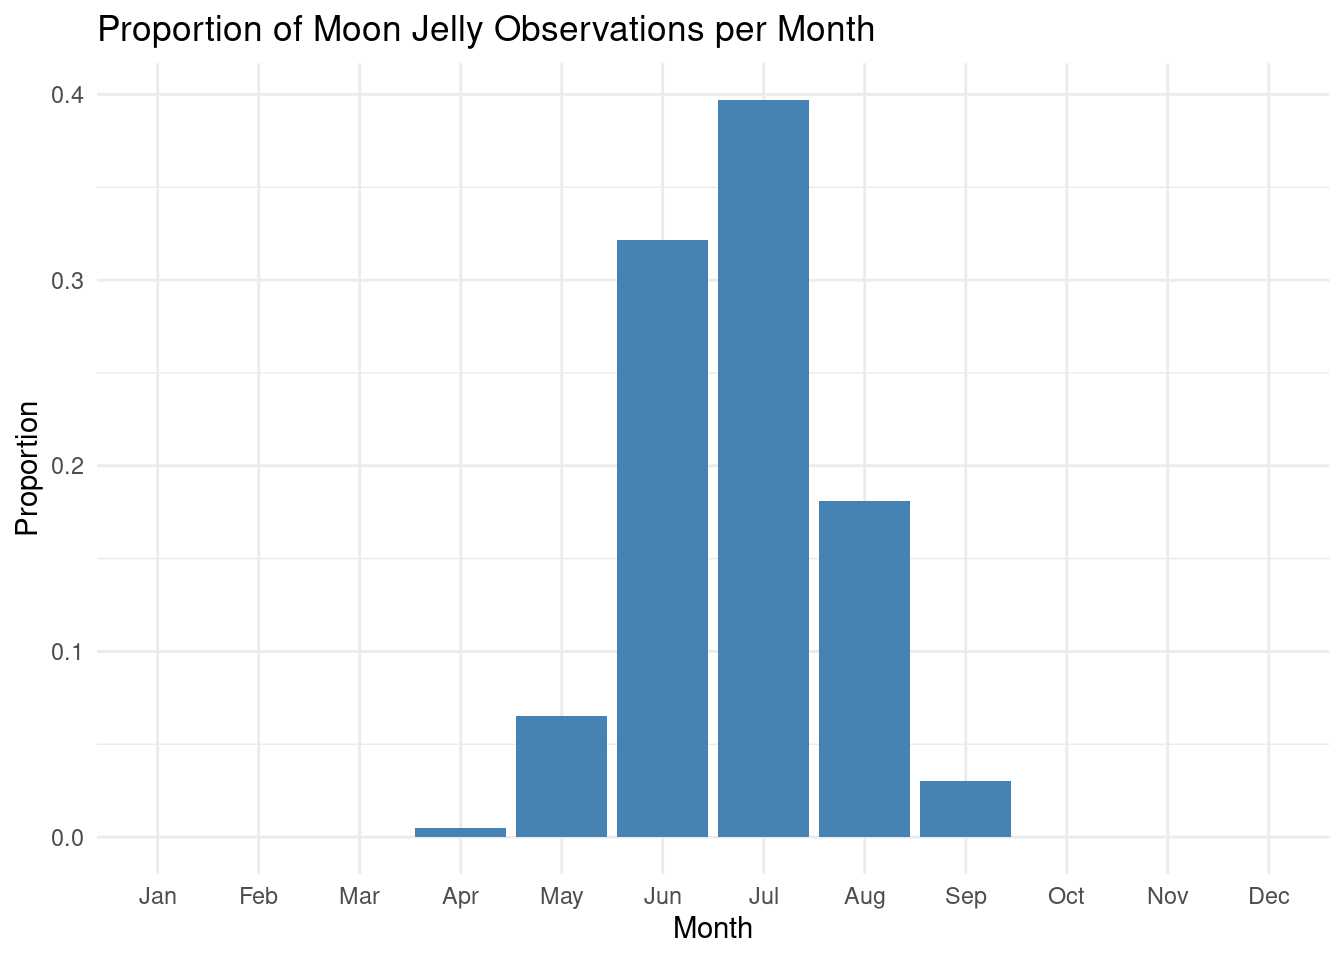 Proportion of Moon Jelly Observations per Month
0.4
0.3
0.2
0.1
0.0
Proportion
Jan Feb Mar Apr May Jun Jul Aug Sep Oct Nov Dec
Month